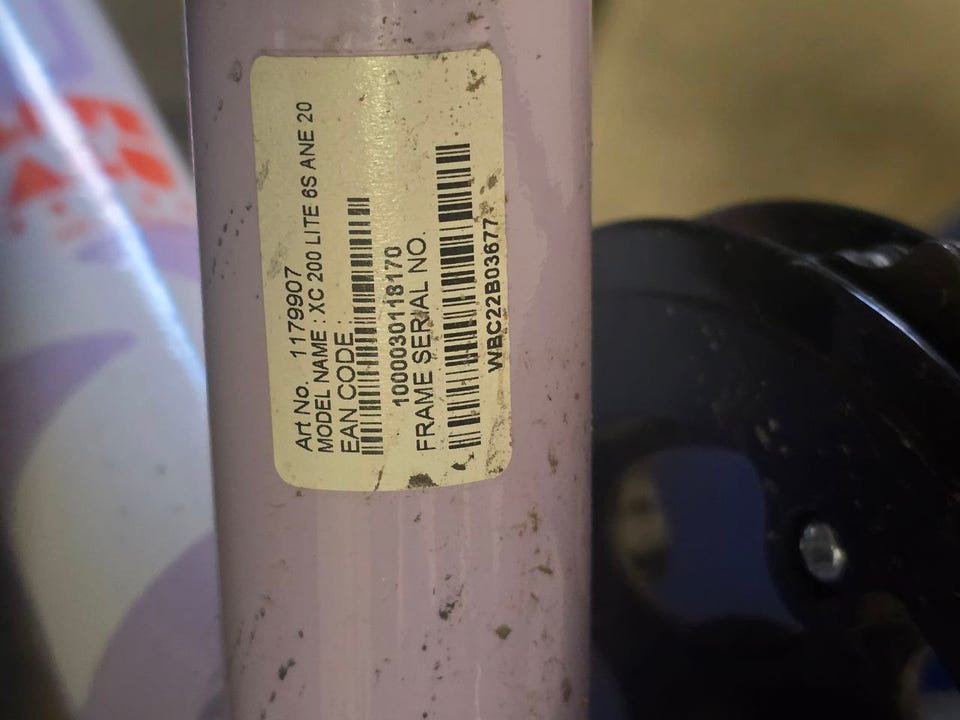 Art No. 1179907
MODEL NAME : XC 200 LITE 6S ANE 20
EAN CODE :
1000030118170
FRAME SERIAL NO.
WBC22B03677